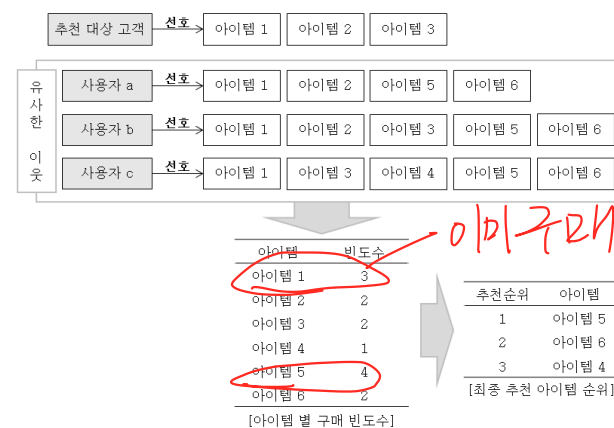 추천 대상 고객 선호 아이템 1 아이템 2 아이템 3
유사한 이웃
사용자 a 선호 아이템 1 아이템 2 아이템 5 아이템 6
사용자 b 선호 아이템 1 아이템 2 아이템 3 아이템 5 아이템 6
사용자 c 선호 아이템 1 아이템 3 아이템 4 아이템 5 아이템 6
이미구매
아이템 빈도수
아이템 1 3
아이템 2 2
아이템 3 2
아이템 4 1
아이템 5 4
아이템 6 2
[아이템 별 구매 빈도수]
추천순위 아이템
1 아이템 5
2 아이템 6
3 아이템 4
[최종 추천 아이템 순위]